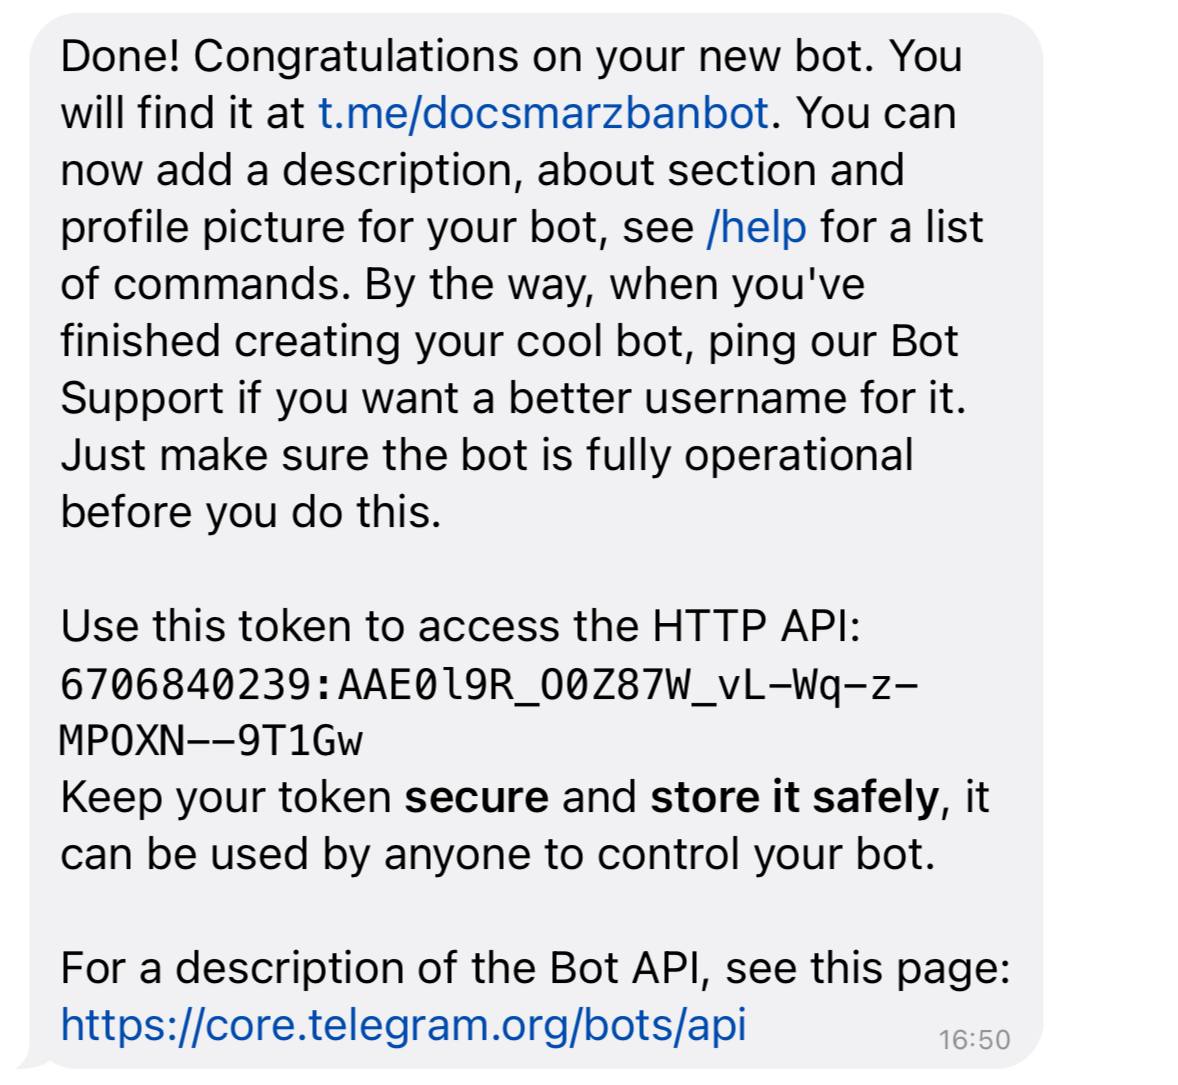 Done! Congratulations on your new bot. You
will find it at t.me/docsmarzbanbot. You can
now add a description, about section and
profile picture for your bot, see /help for a list
of commands. By the way, when you've
finished creating your cool bot, ping our Bot
Support if you want a better username for it.
Just make sure the bot is fully operational
before you do this.

Use this token to access the HTTP API:
6706840239:AAE0l9R_O0Z87W_vL-Wq-z-
MPOXN--9T1Gw
Keep your token secure and store it safely, it
can be used by anyone to control your bot.

For a description of the Bot API, see this page:
https://core.telegram.org/bots/api
16:50